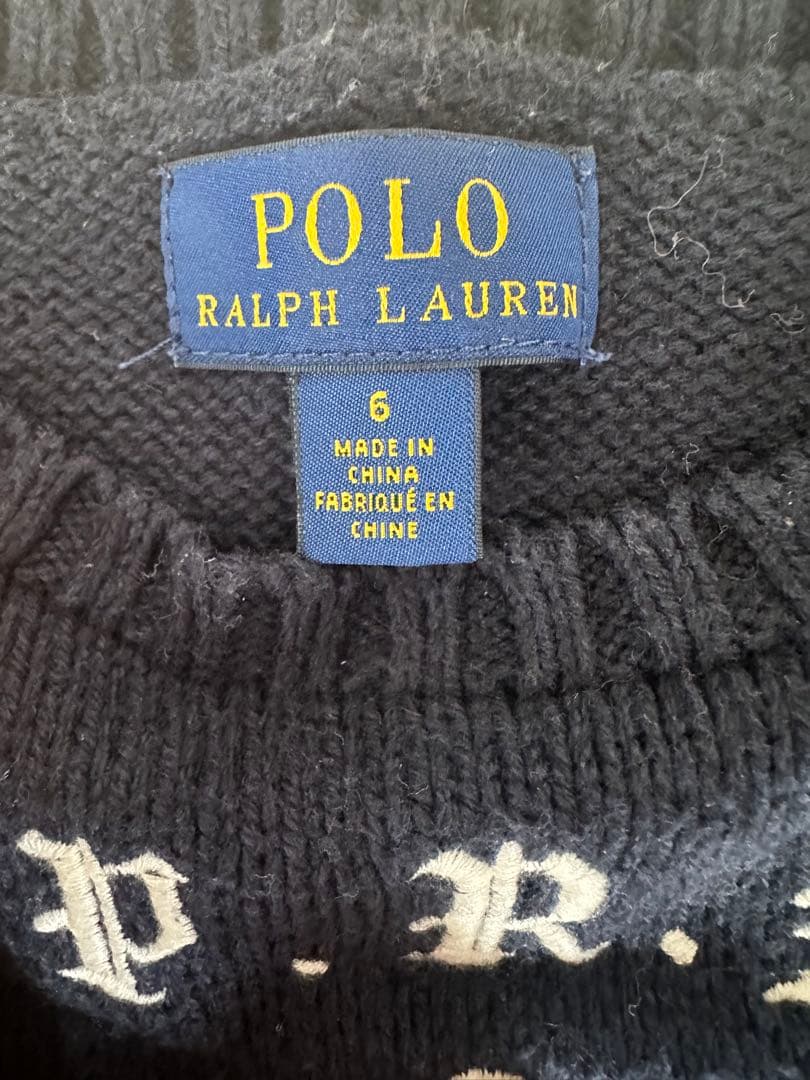 POLO
RALPH LAUREN
6
MADE IN
CHINA
FABRIQUÉ EN
CHINE
P . R .